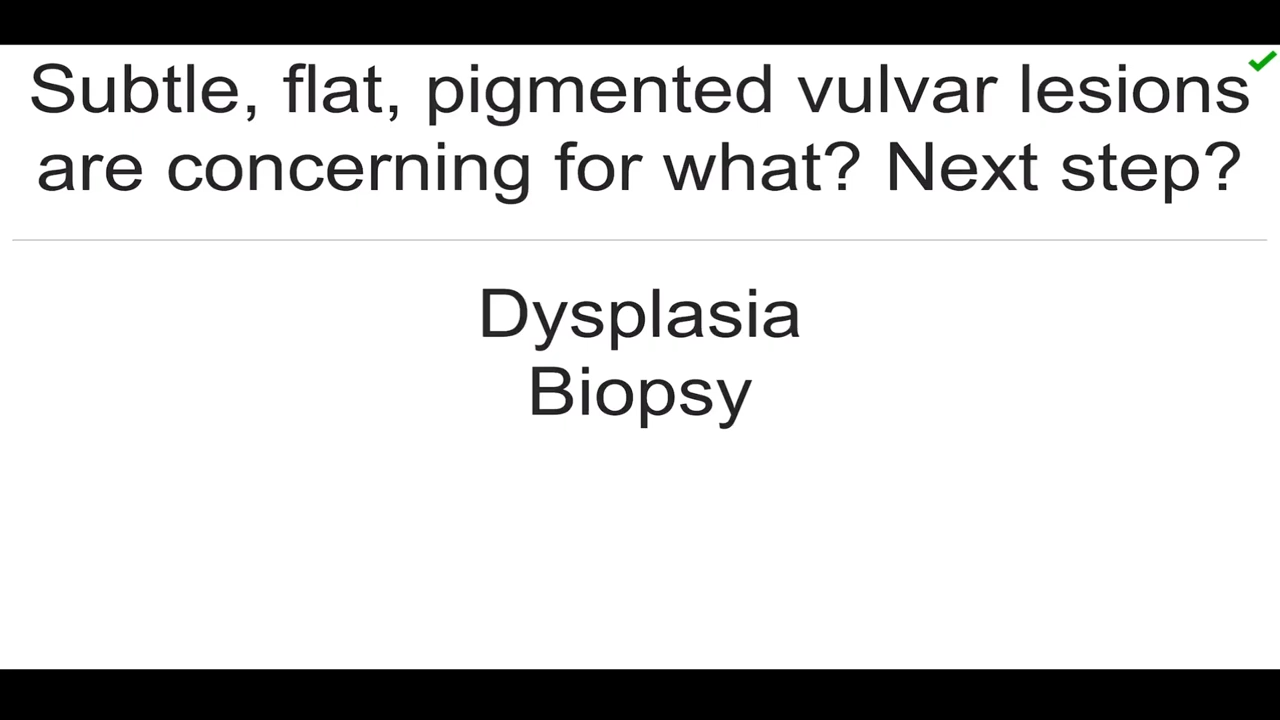 Subtle, flat, pigmented vulvar lesions
are concerning for what? Next step?
Dysplasia
Biopsy